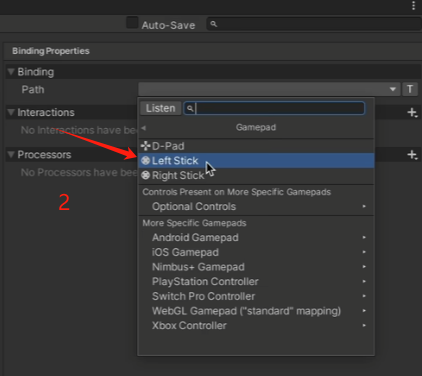 Auto-Save
Binding Properties
Binding
Path
T
Listen
Interactions
Gamepad
No Interactions have bee
D-Pad
Processors
Left Stick
No Processors have bee
Right Stick
2
Controls Present on More Specific Gamepads
Optional Controls
More Specific Gamepads
Android Gamepad
iOS Gamepad
Nimbus+ Gamepad
PlayStation Controller
Switch Pro Controller
WebGL Gamepad ("standard" mapping)
Xbox Controller